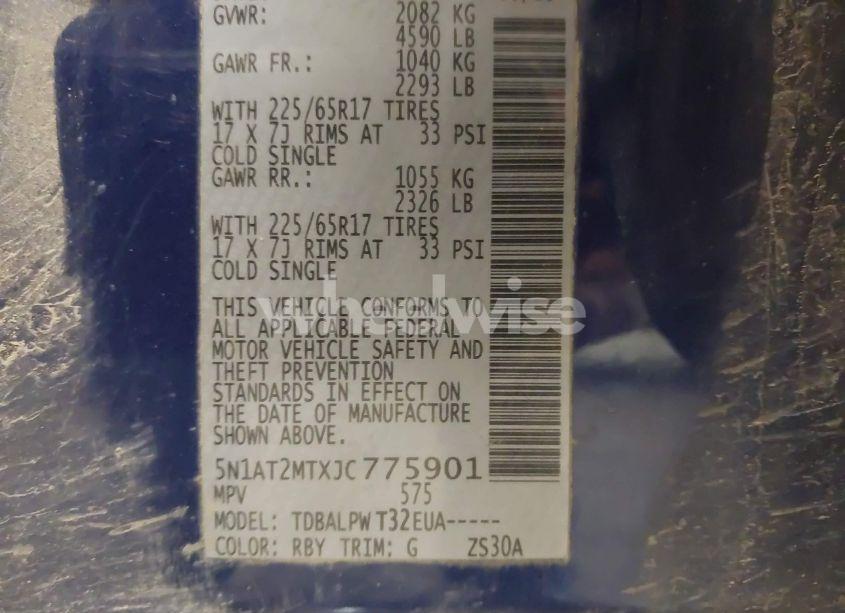 GVWR: 2082 KG
4590 LB
GAWR FR.: 1040 KG
2293 LB
WITH 225/65R17 TIRES
17 X 7J RIMS AT 33 PSI
COLD SINGLE
GAWR RR.: 1055 KG
2326 LB
WITH 225/65R17 TIRES
17 X 7J RIMS AT 33 PSI
COLD SINGLE
THIS VEHICLE CONFORMS TO
ALL APPLICABLE FEDERAL
MOTOR VEHICLE SAFETY AND
THEFT PREVENTION
STANDARDS IN EFFECT ON
THE DATE OF MANUFACTURE
SHOWN ABOVE.
5N1AT2MTXJC775901
MPV 575
MODEL: TDBALPW T32EUA-----
COLOR: RBY TRIM: G ZS30A